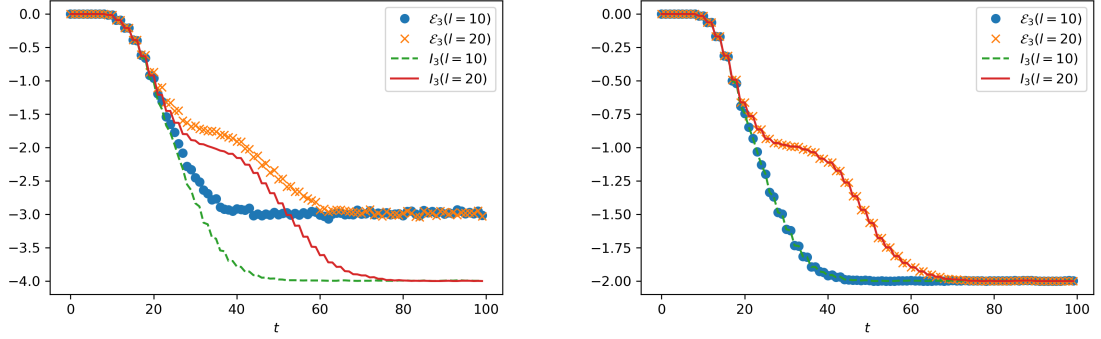 0.0
−0.5
−1.0
−1.5
−2.0
−2.5
−3.0
−3.5
−4.0
0 20 40 60 80 100
t
ℰ₃(l = 10)
ℰ₃(l = 20)
I₃(l = 10)
I₃(l = 20)
0.00
−0.25
−0.50
−0.75
−1.00
−1.25
−1.50
−1.75
−2.00
0 20 40 60 80 100
t
ℰ₃(l = 10)
ℰ₃(l = 20)
I₃(l = 10)
I₃(l = 20)